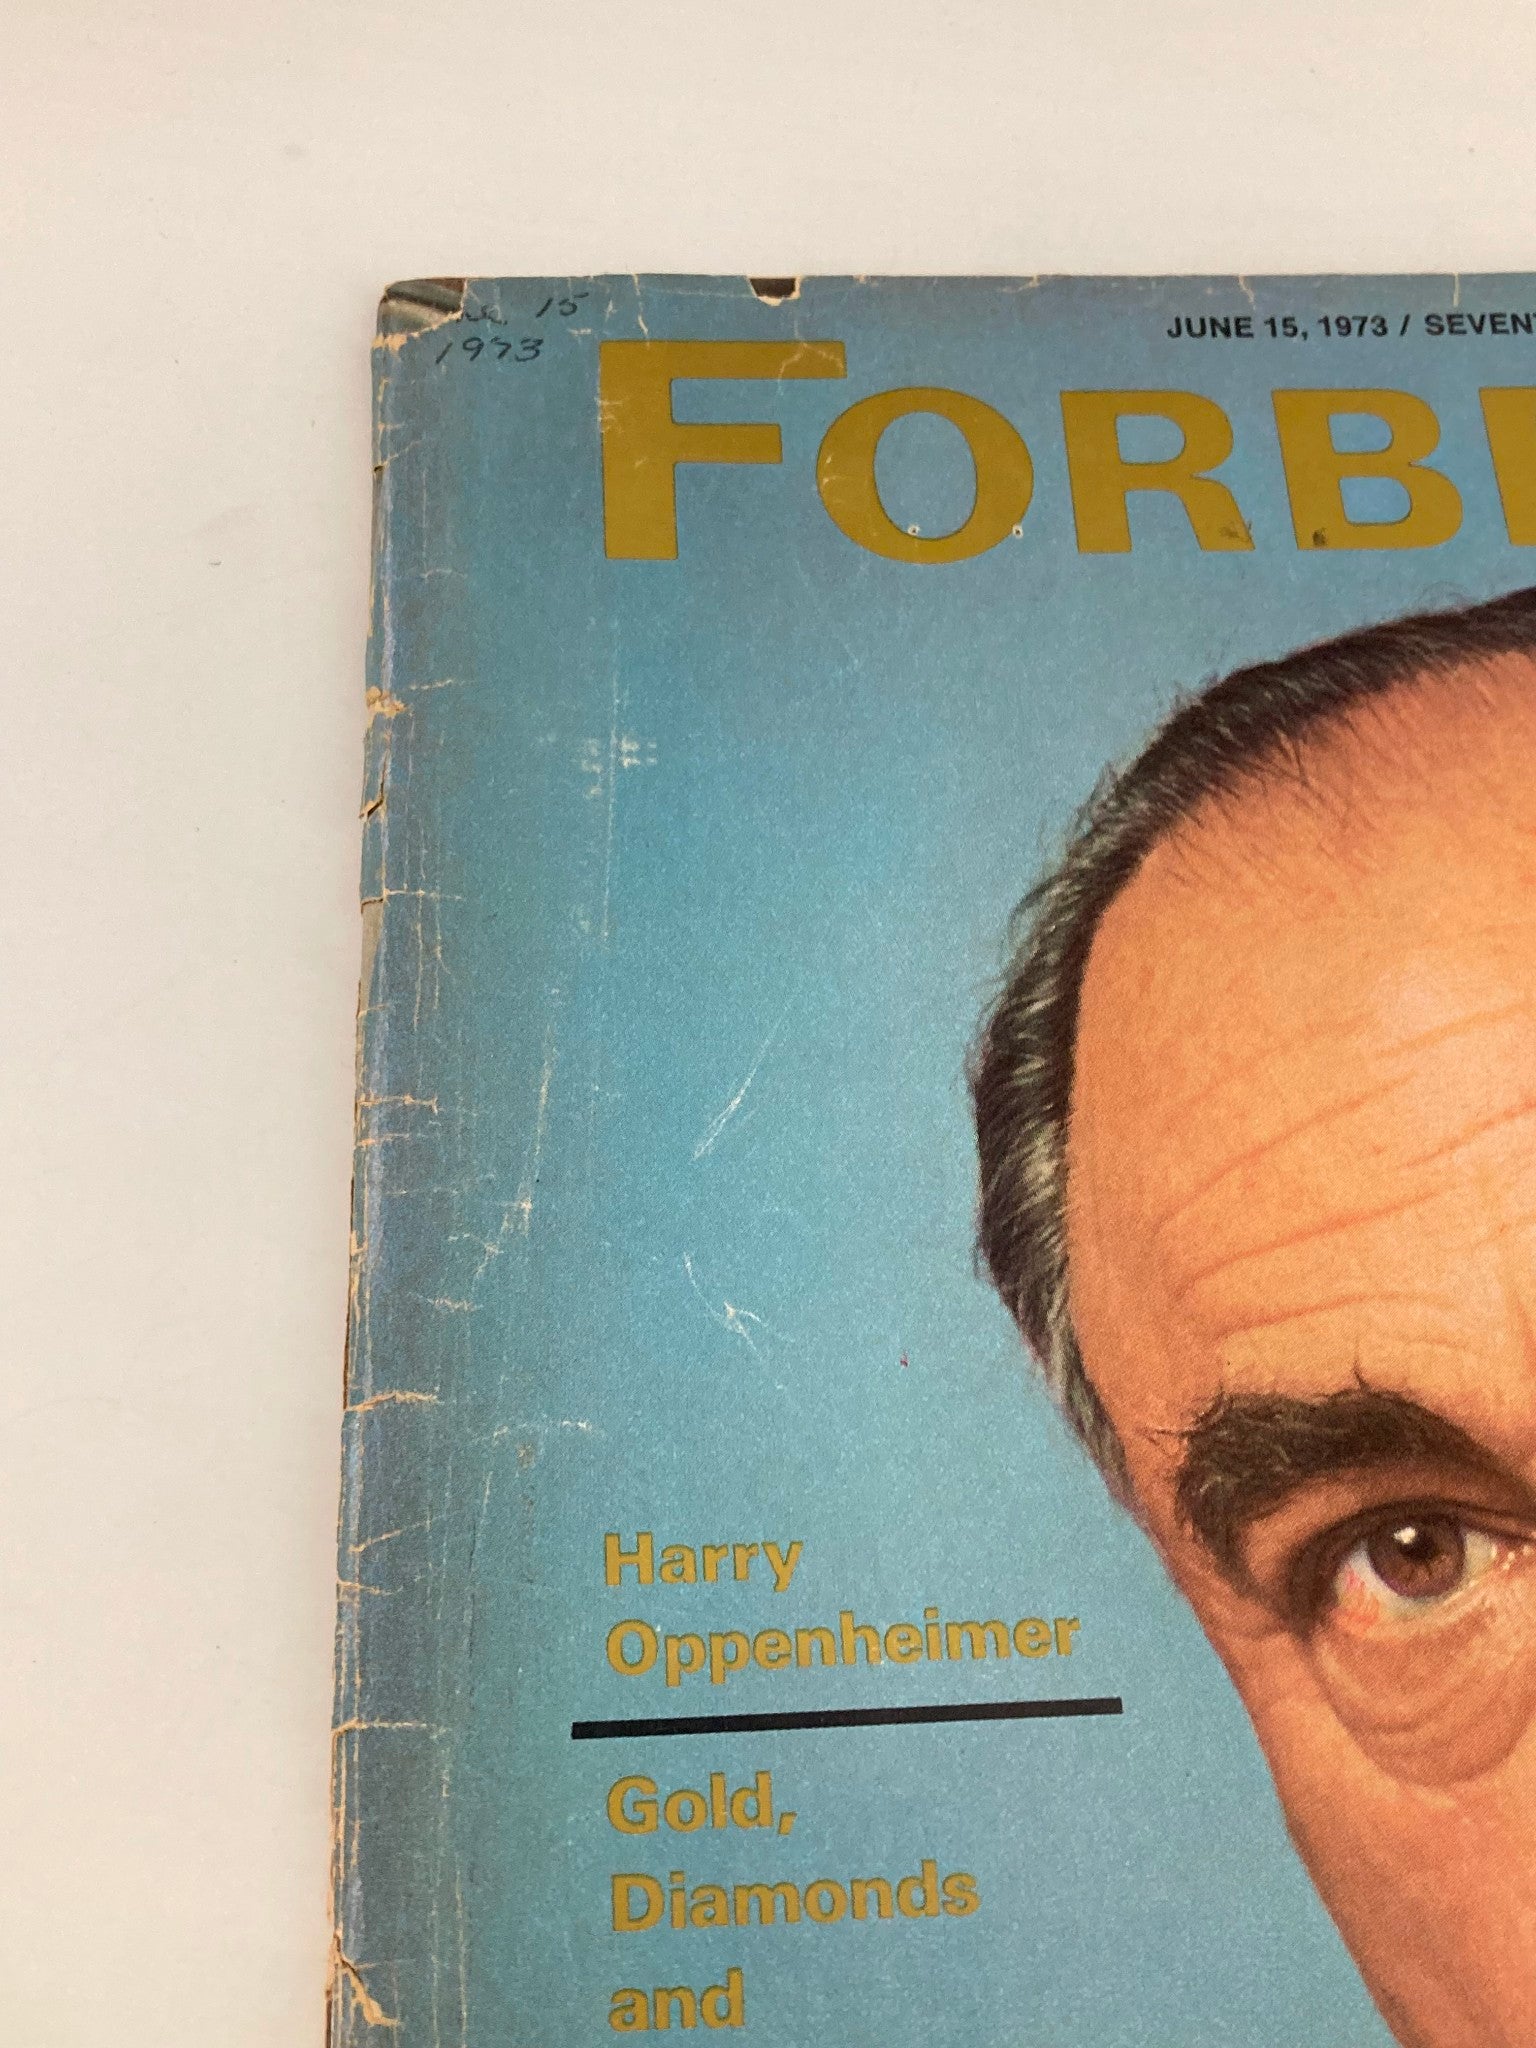 15
1973
JUNE 15, 1973 / SEVEN
FORB
Harry
Oppenheimer
Gold,
Diamonds
and